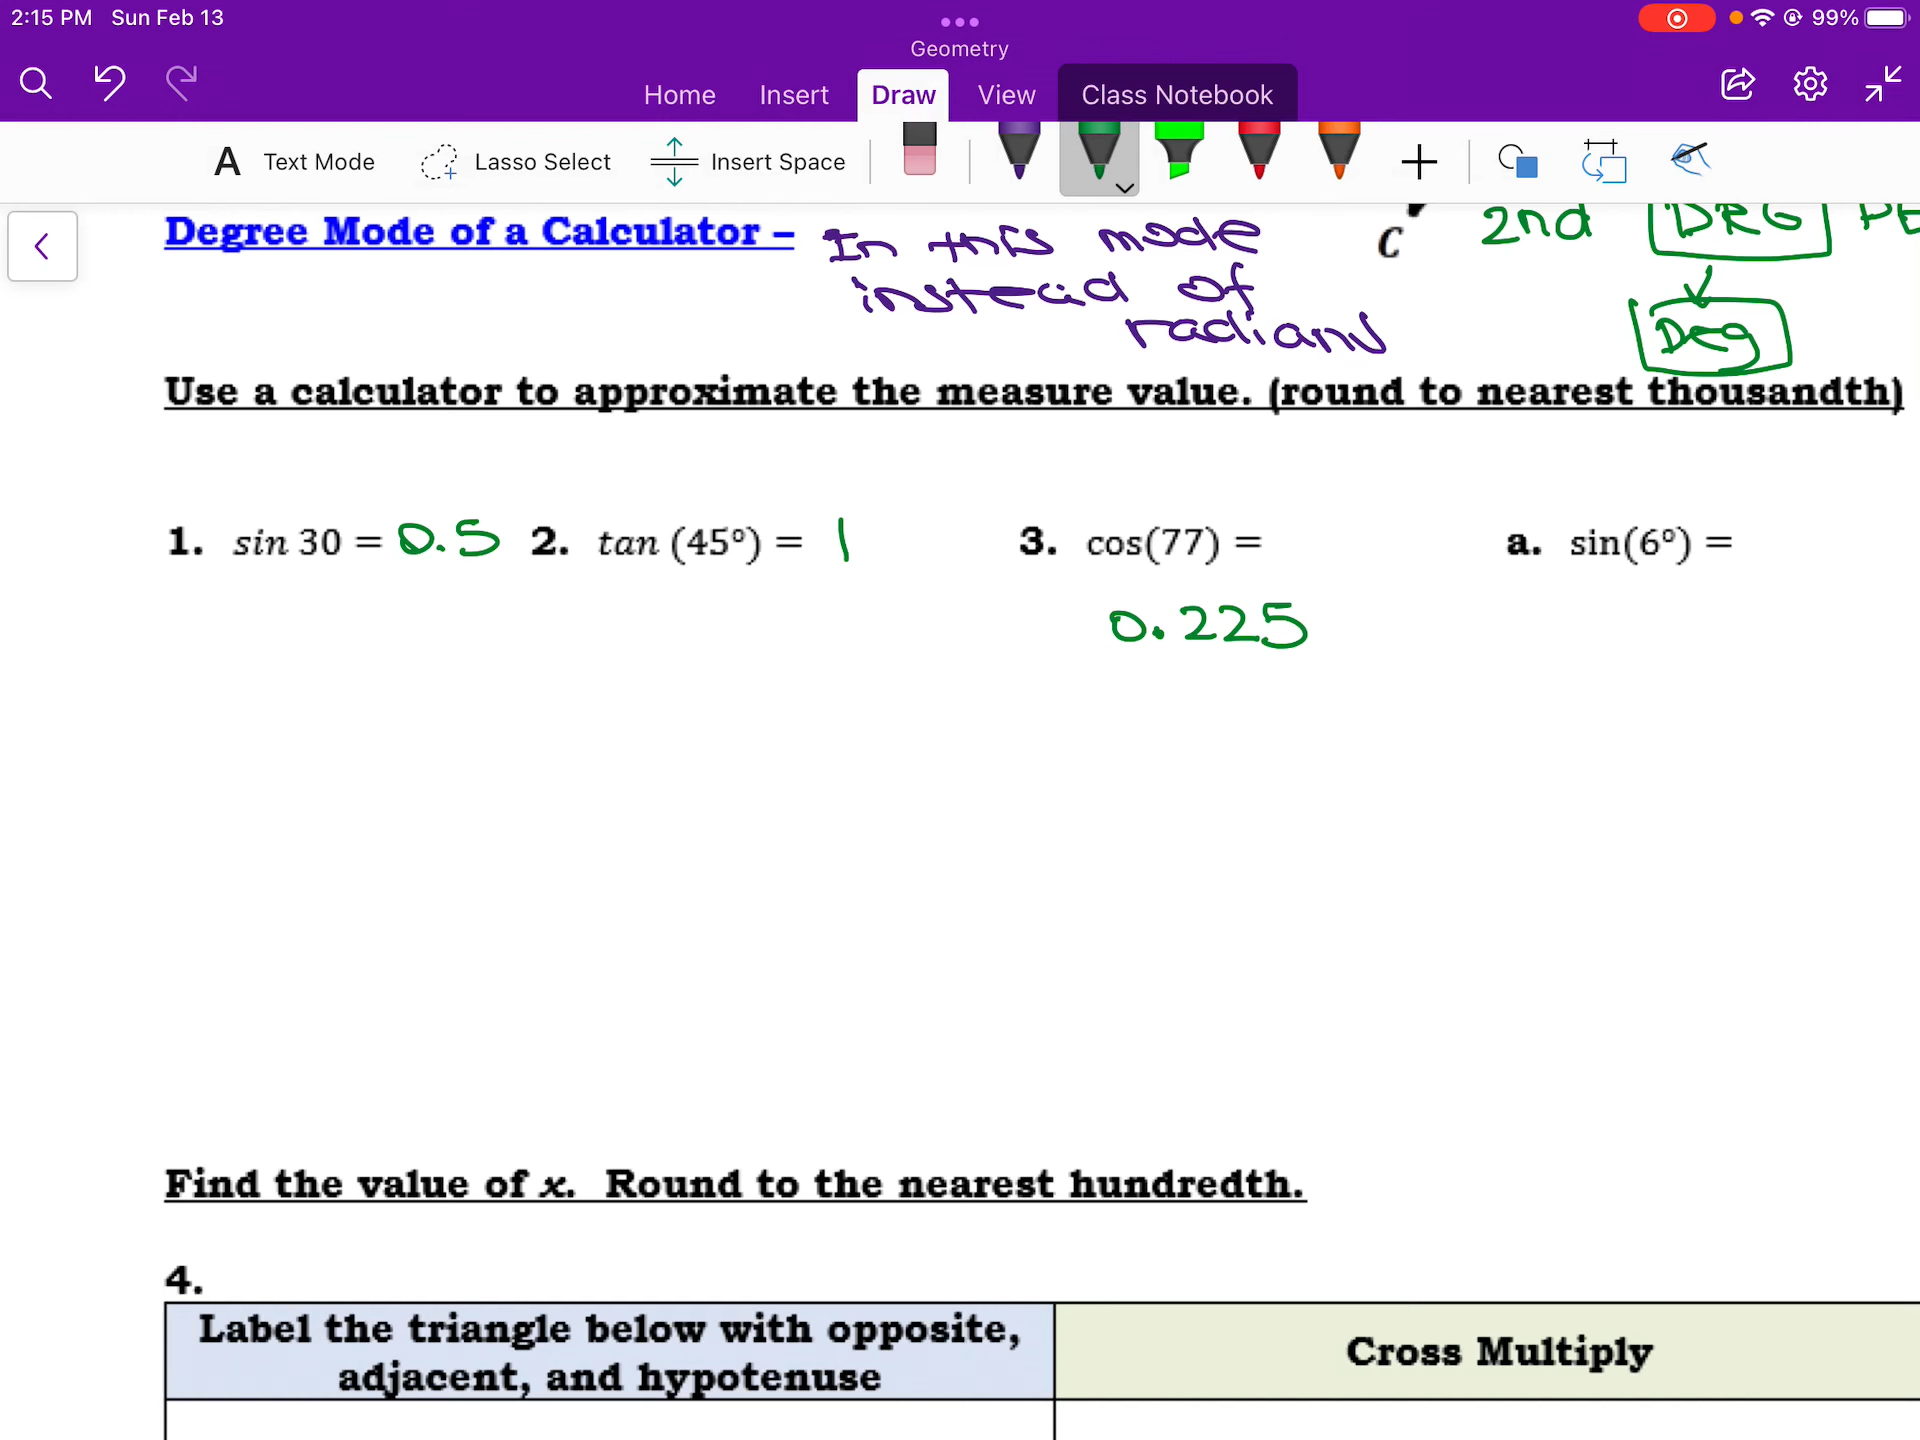 2:15 PM Sun Feb 13
99%
Geometry
Home Insert Draw View Class Notebook
A Text Mode Lasso Select Insert Space
Degree Mode of a Calculator – In this mode
instead of
radians
C
2nd DRG
Deg
Use a calculator to approximate the measure value. (round to nearest thousandth)
1. sin 30 = 0.5 2. tan (45°) = 1 3. cos(77) = a. sin(6°) =
0.225
Find the value of x. Round to the nearest hundredth.
4.
Label the triangle below with opposite,
adjacent, and hypotenuse
Cross Multiply